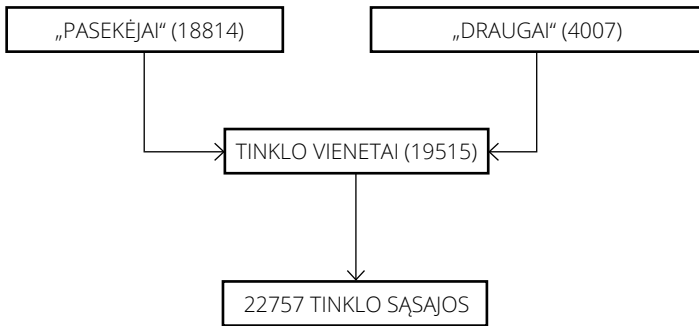 „PASEKĖJAI“ (18814)
„DRAUGAI“ (4007)
TINKLO VIENETAI (19515)
22757 TINKLO SĄSAJOS